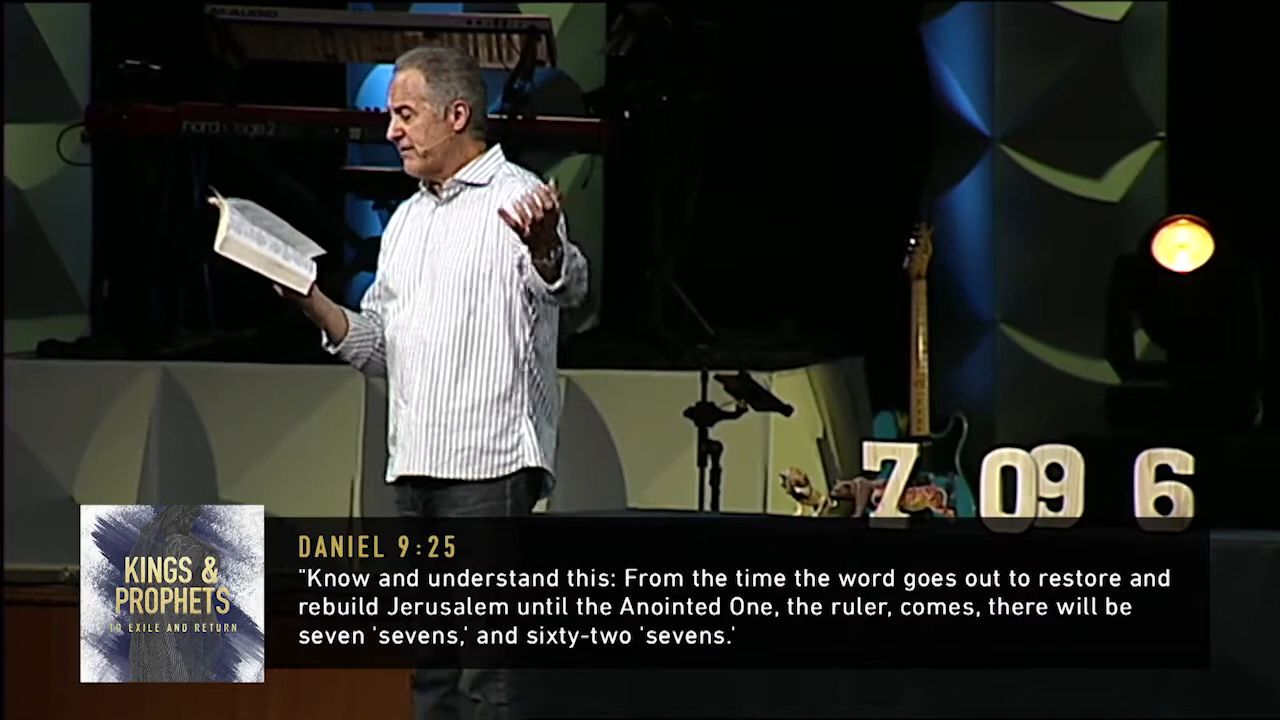 M-AUDIO
nord stage 2
7 09 6
DANIEL 9:25
"Know and understand this: From the time the word goes out to restore and
rebuild Jerusalem until the Anointed One, the ruler, comes, there will be
seven 'sevens,' and sixty-two 'sevens.'
KINGS &
PROPHETS
TO EXILE AND RETURN